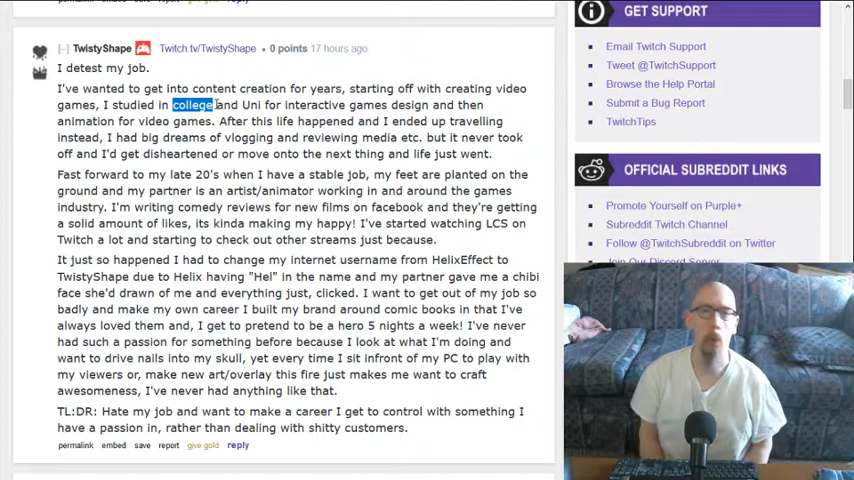 permalink embed save report give gold reply
[–] TwistyShape Twitch.tv/TwistyShape • 0 points 17 hours ago
I detest my job.
I've wanted to get into content creation for years, starting off with creating video
games, I studied in college and Uni for interactive games design and then
animation for video games. After this life happened and I ended up travelling
instead, I had big dreams of vlogging and reviewing media etc. but it never took
off and I'd get disheartened or move onto the next thing and life just went.
Fast forward to my late 20's when I have a stable job, my feet are planted on the
ground and my partner is an artist/animator working in and around the games
industry. I'm writing comedy reviews for new films on facebook and they're getting
a solid amount of likes, its kinda making my happy! I've started watching LCS on
Twitch a lot and starting to check out other streams just because.
It just so happened I had to change my internet username from HelixEffect to
TwistyShape due to Helix having "Hel" in the name and my partner gave me a chibi
face she'd drawn of me and everything just, clicked. I want to get out of my job so
badly and make my own career I built my brand around comic books in that I've
always loved them and, I get to pretend to be a hero 5 nights a week! I've never
had such a passion for something before because I look at what I'm doing and
want to drive nails into my skull, yet every time I sit infront of my PC to play with
my viewers or, make new art/overlay this fire just makes me want to craft
awesomeness, I've never had anything like that.
TL:DR: Hate my job and want to make a career I get to control with something I
have a passion in, rather than dealing with shitty customers.
permalink embed save report give gold reply
GET SUPPORT
Email Twitch Support
Tweet @TwitchSupport
Browse the Help Portal
Submit a Bug Report
TwitchTips
OFFICIAL SUBREDDIT LINKS
Promote Yourself on Purple+
Subreddit Twitch Channel
Follow @TwitchSubreddit on Twitter
Join Our Discord Server